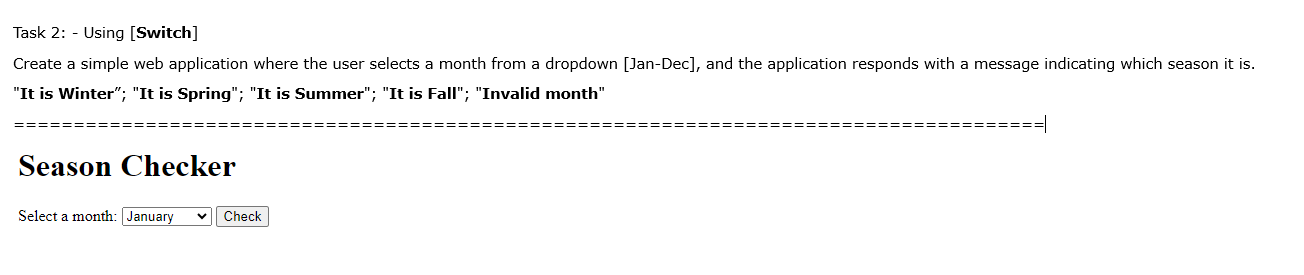 Task 2: - Using [Switch]
Create a simple web application where the user selects a month from a dropdown [Jan-Dec], and the application responds with a message indicating which season it is.
"It is Winter”; "It is Spring"; "It is Summer"; "It is Fall"; "Invalid month"
=====================================================================================
Season Checker
Select a month: January Check